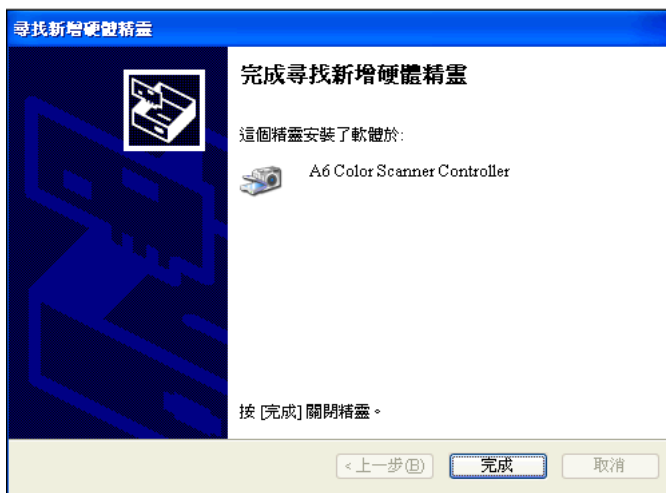 尋找新增硬體精靈
完成尋找新增硬體精靈
這個精靈安裝了軟體於:
A6 Color Scanner Controller
按 [完成] 關閉精靈。
<上一步(B)
完成
取消